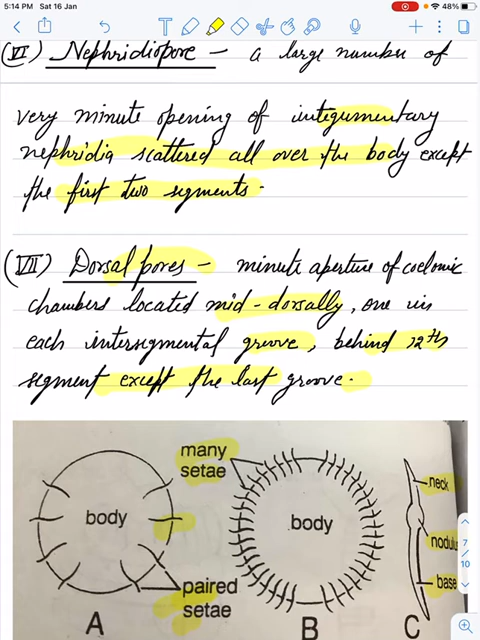 5:14 PM Sat 16 Jan
48%
(VI) Nephridiopore - a large number of
very minute opening of integumentary
nephridia scattered all over the body except
the first two segments.
(VII) Dorsal pores - minute aperture of coelomic
chambers located mid-dorsally, one in
each intersegmental groove, behind 12th
segment except the last groove.
many
setae
body
body
neck
nodulu
base
paired
setae
A
B
C
7
10